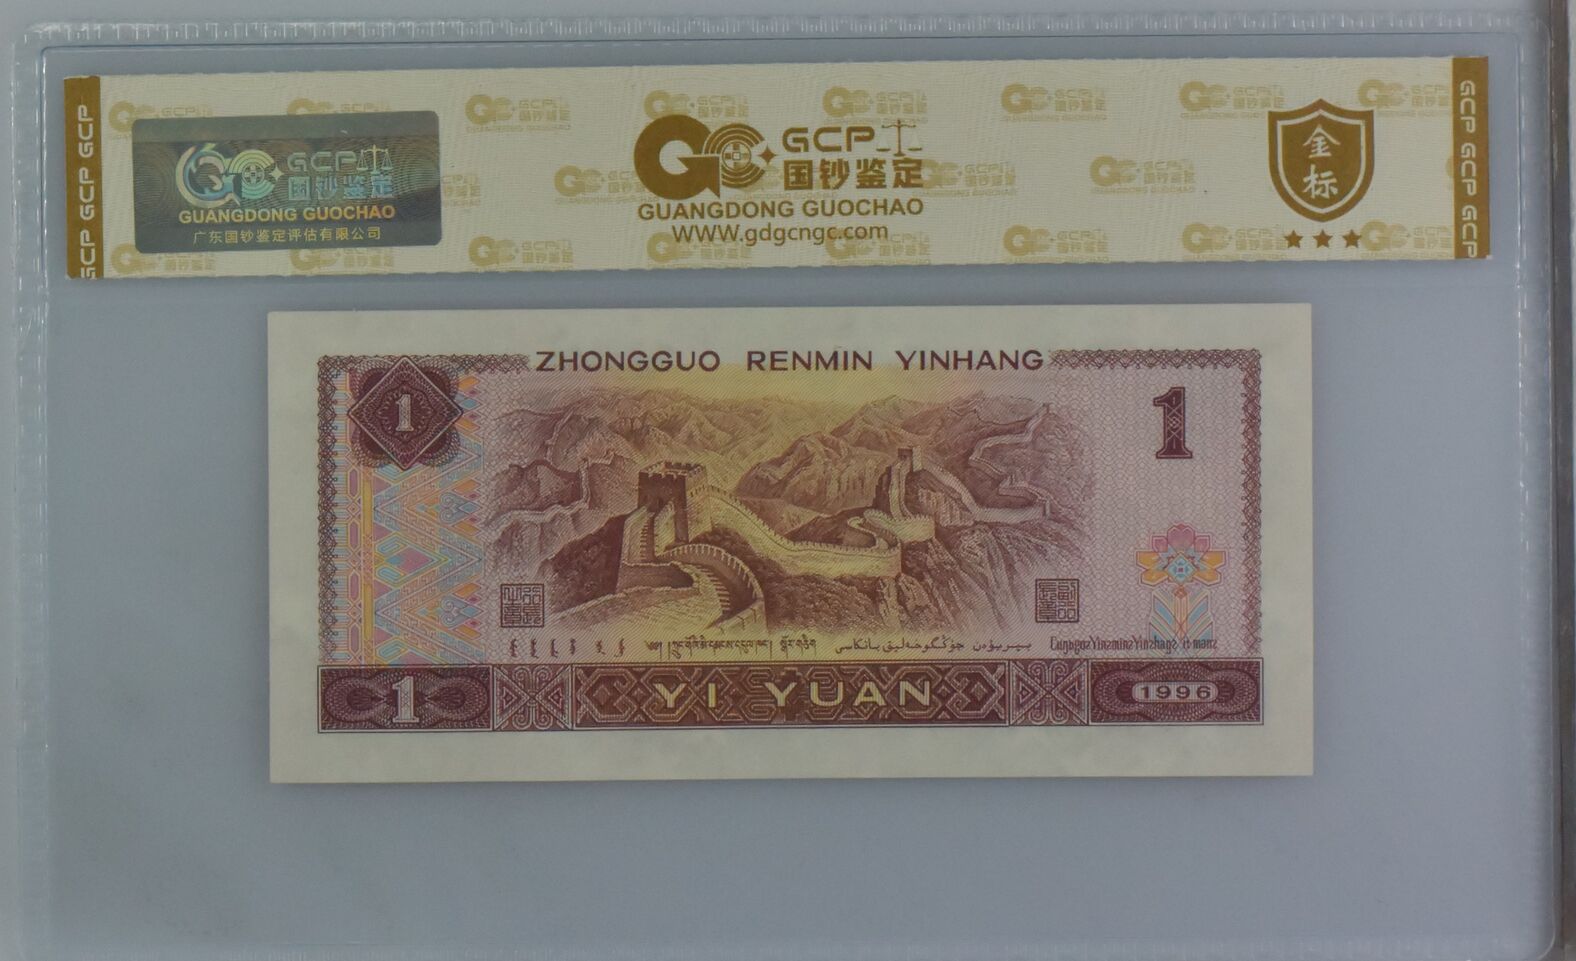 GCP GCP GCP
GCP
国钞鉴定
GUANGDONG GUOCHAO
广东国钞鉴定评估有限公司
GCP
国钞鉴定
GUANGDONG GUOCHAO
WWW.gdgcngc.com
金标
GCP GCP GCP
ZHONGGUO RENMIN YINHANG
1
1
1
YI YUAN
1996